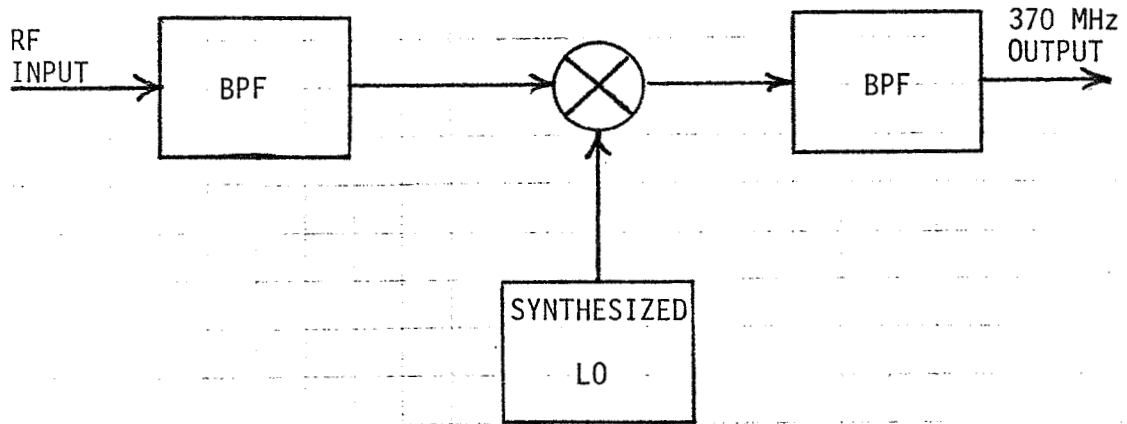 RF
INPUT
BPF
BPF
370 MHz
OUTPUT
SYNTHESIZED
LO